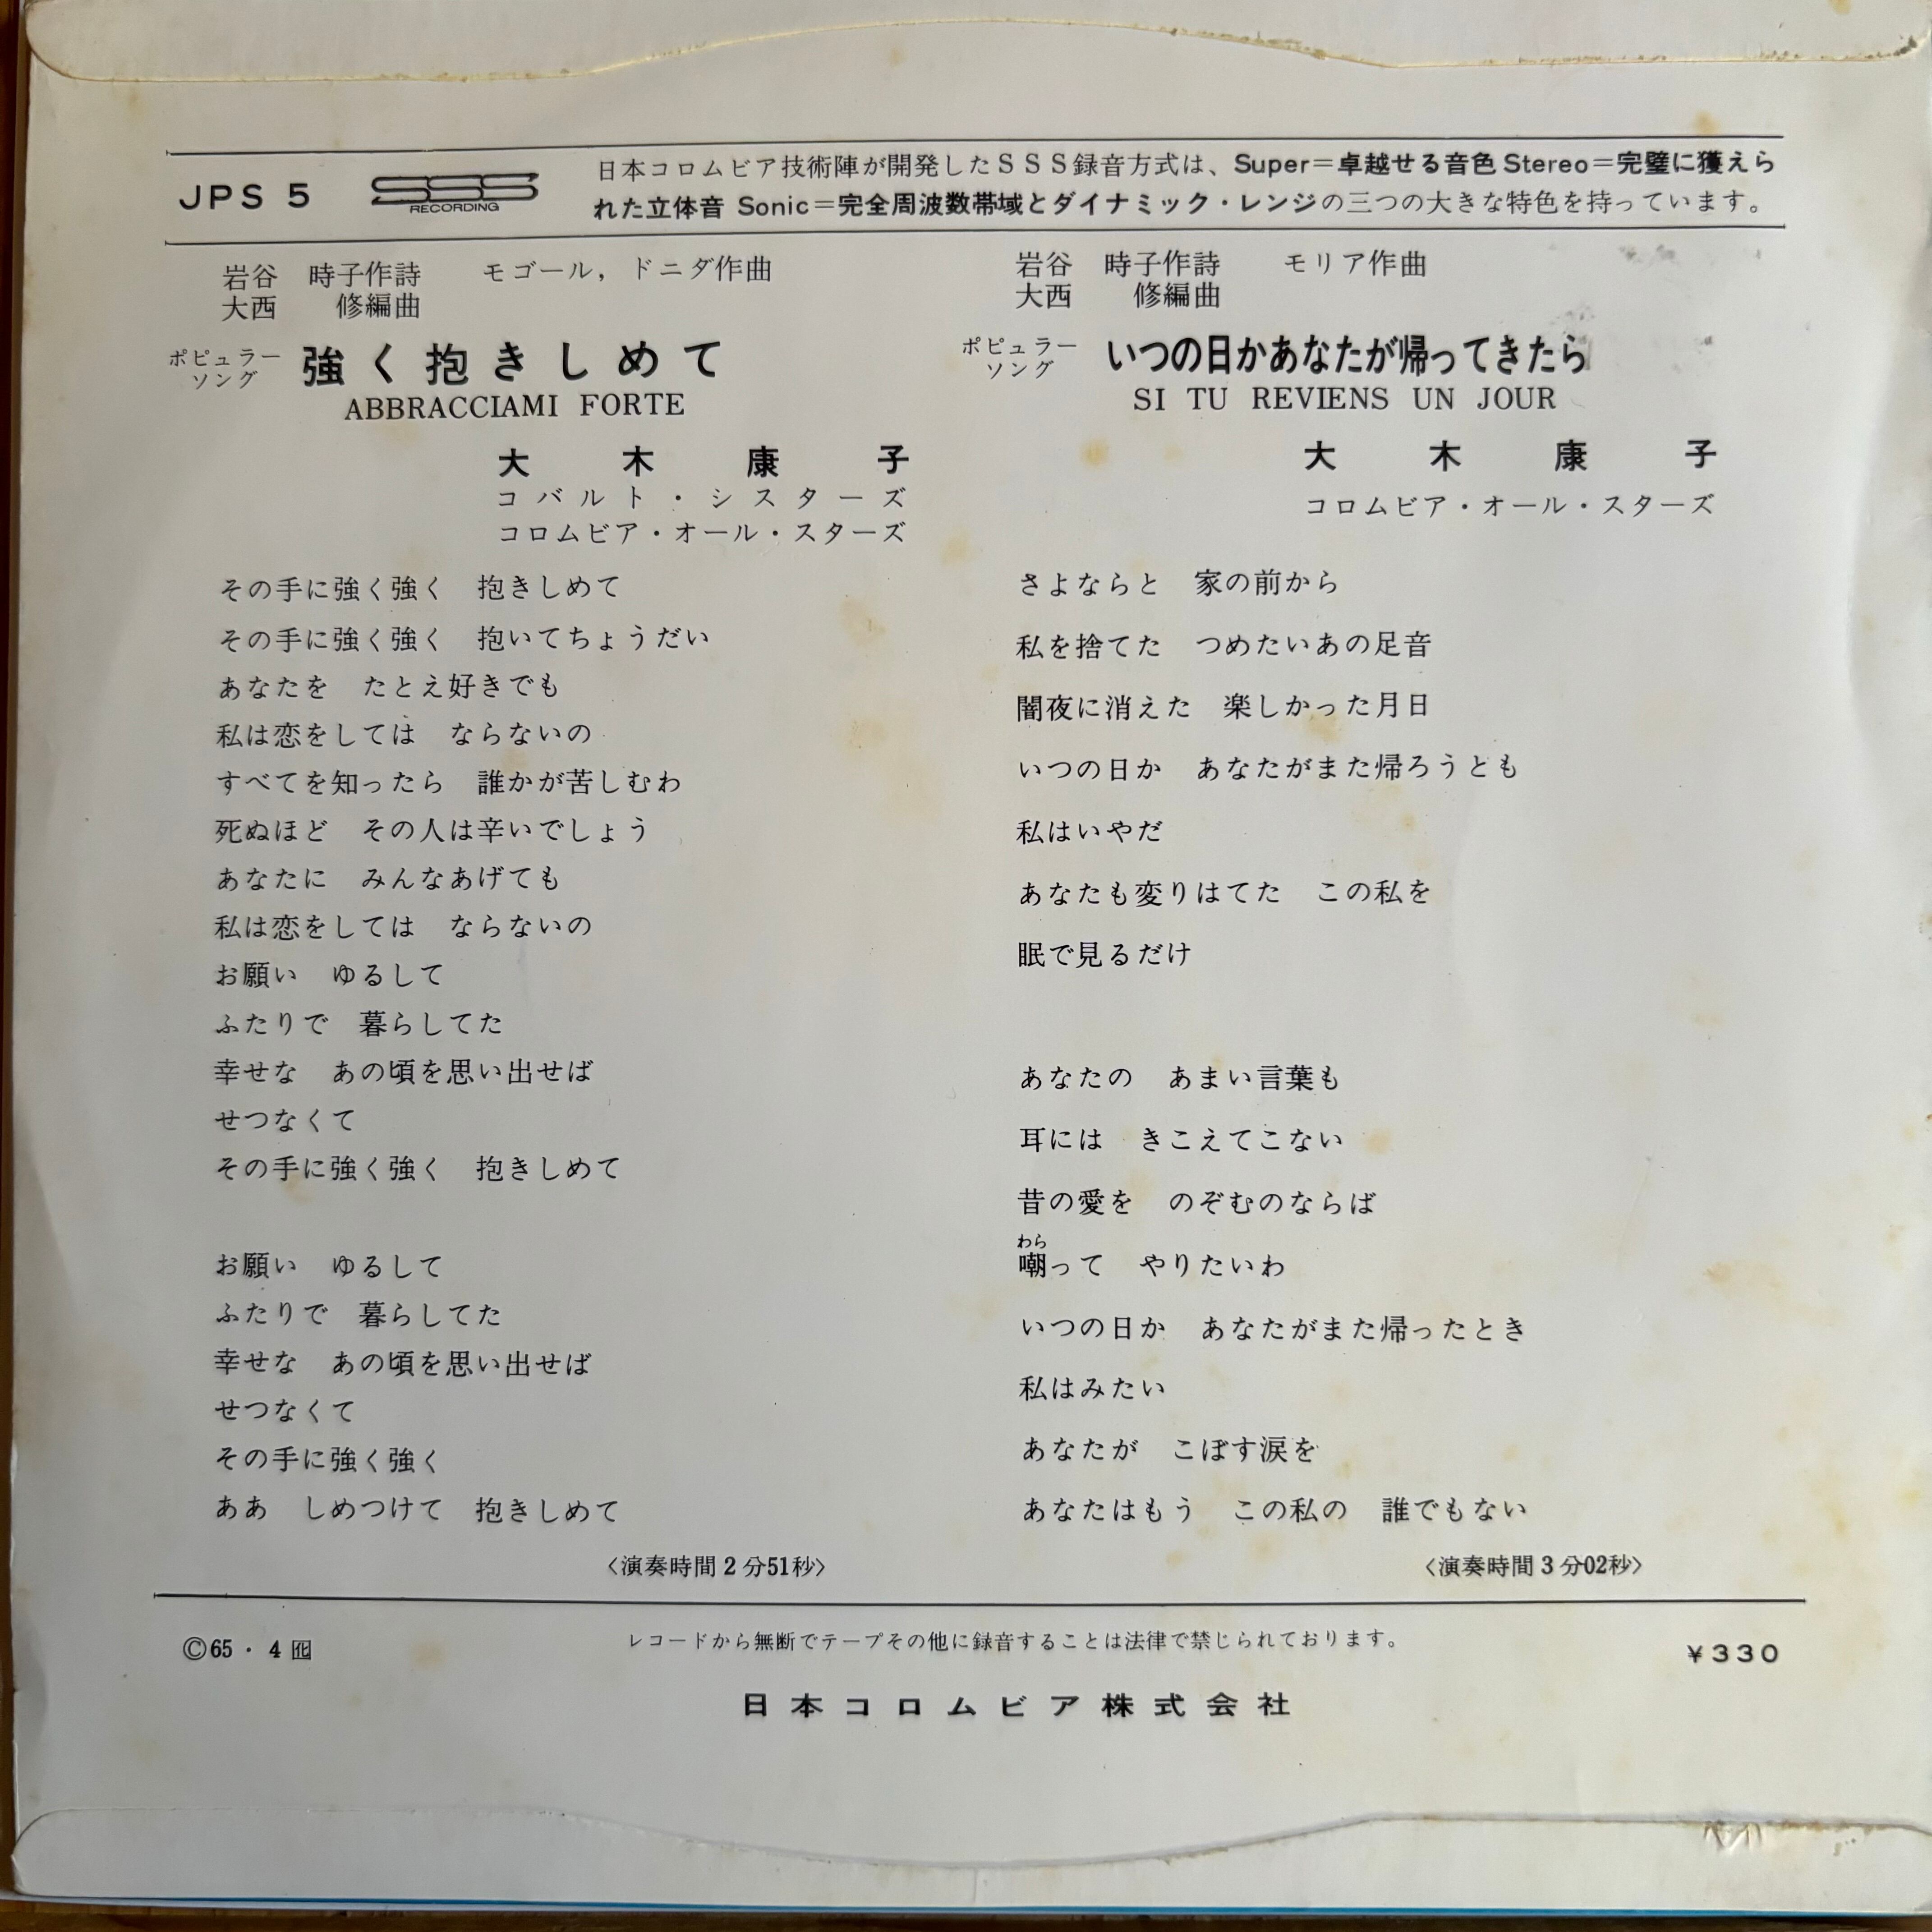 JPS 5
SSS
RECORDING
日本コロムビア技術陣が開発したＳＳＳ録音方式は、Super＝卓越せる音色 Stereo＝完璧に獲えら
れた立体音 Sonic＝完全周波数帯域とダイナミック・レンジの三つの大きな特色を持っています。
岩谷　時子作詩　　モゴール，ドニダ作曲
大西　　修編曲
ポピュラー
ソング
強く抱きしめて
ABBRACCIAMI FORTE
大木康子
コバルト・シスターズ
コロムビア・オール・スターズ
その手に強く強く　抱きしめて
その手に強く強く　抱いてちょうだい
あなたを　たとえ好きでも
私は恋をしては　ならないの
すべてを知ったら　誰かが苦しむわ
死ぬほど　その人は辛いでしょう
あなたに　みんなあげても
私は恋をしては　ならないの
お願い　ゆるして
ふたりで　暮らしてた
幸せな　あの頃を思い出せば
せつなくて
その手に強く強く　抱きしめて
お願い　ゆるして
ふたりで　暮らしてた
幸せな　あの頃を思い出せば
せつなくて
その手に強く強く
ああ　しめつけて　抱きしめて
〈演奏時間２分51秒〉
岩谷　時子作詩　　モリア作曲
大西　　修編曲
ポピュラー
ソング
いつの日かあなたが帰ってきたら
SI TU REVIENS UN JOUR
大木康子
コロムビア・オール・スターズ
さよならと　家の前から
私を捨てた　つめたいあの足音
闇夜に消えた　楽しかった月日
いつの日か　あなたがまた帰ろうとも
私はいやだ
あなたも変りはてた　この私を
眠で見るだけ
あなたの　あまい言葉も
耳には　きこえてこない
昔の愛を　のぞむのならば
わら
嘲って　やりたいわ
いつの日か　あなたがまた帰ったとき
私はみたい
あなたが　こぼす涙を
あなたはもう　この私の　誰でもない
〈演奏時間３分02秒〉
Ⓒ65・4
レコードから無断でテープその他に録音することは法律で禁じられております。
¥330
日本コロムビア株式会社